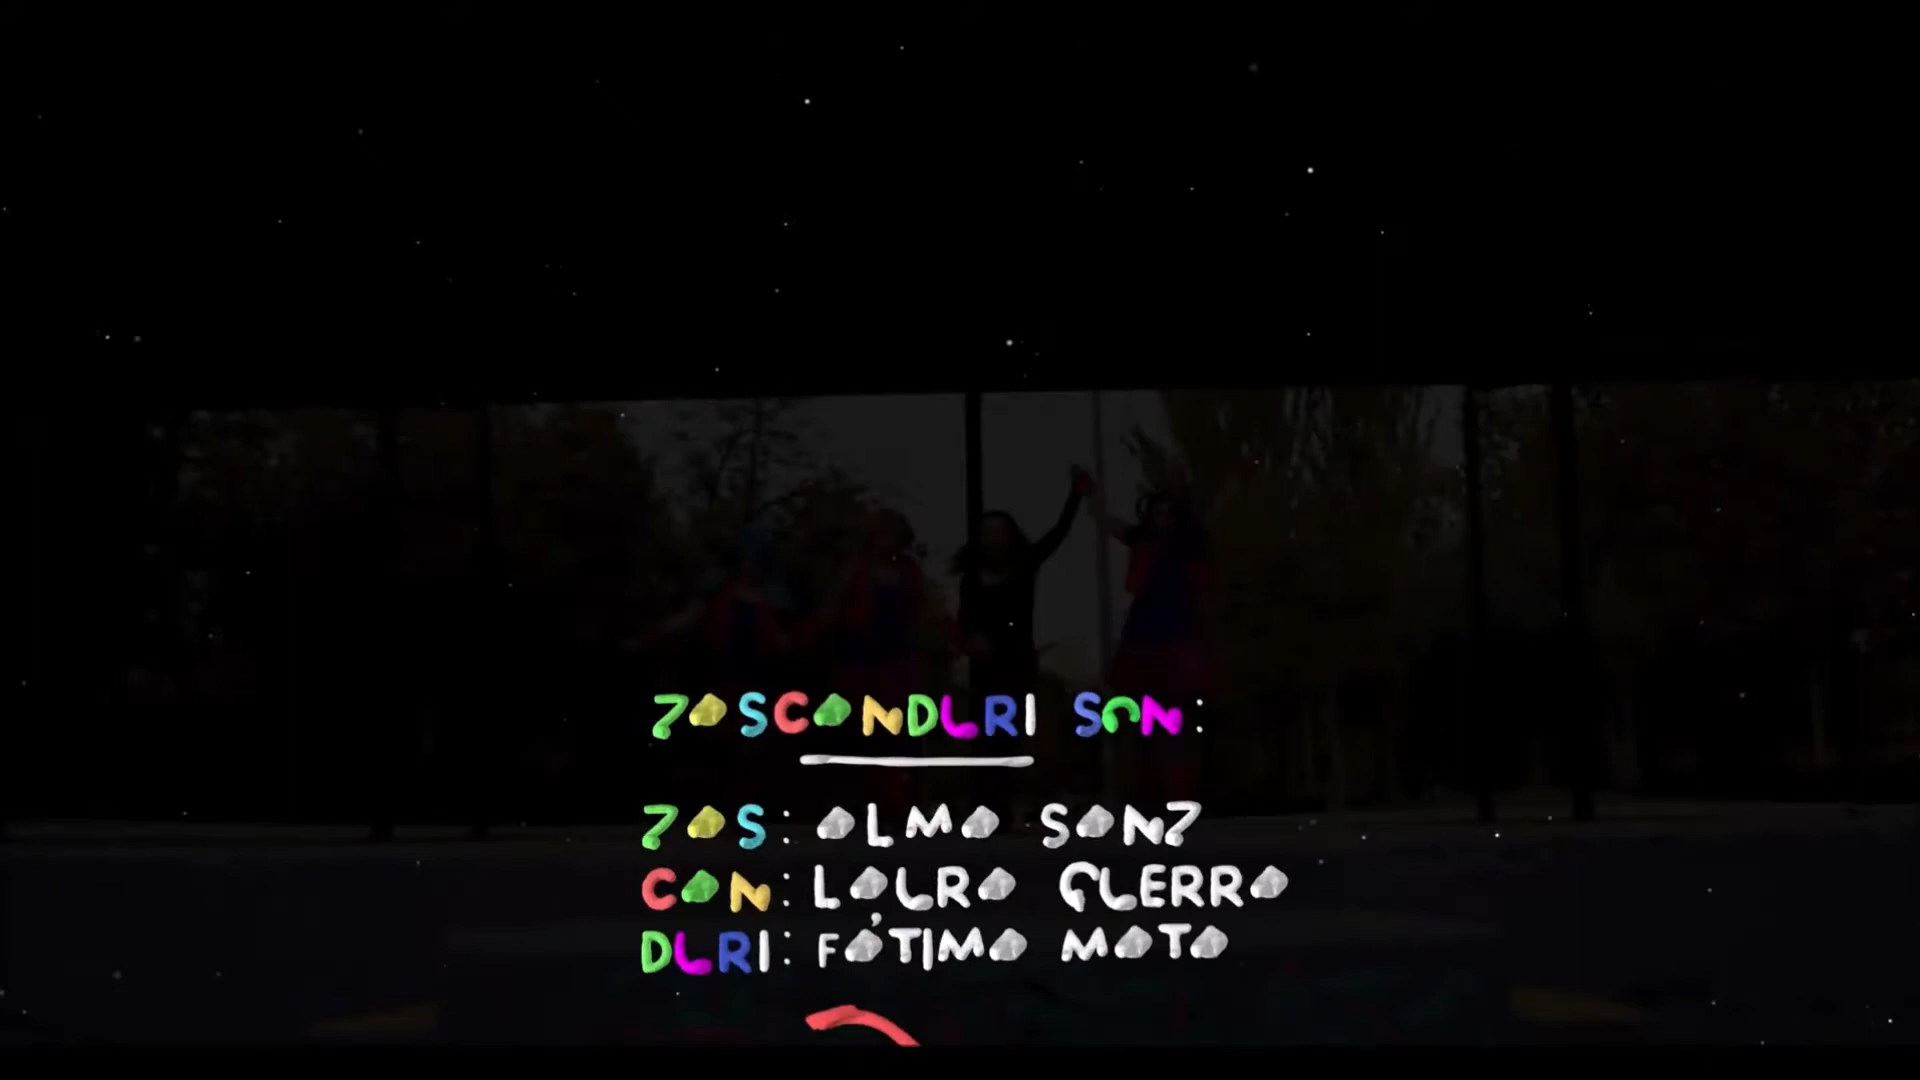 ZASCANDURI SON:
ZAS: ALMA SANZ
CAN: LAURA GUERRA
DURI: FÁTIMA MATA